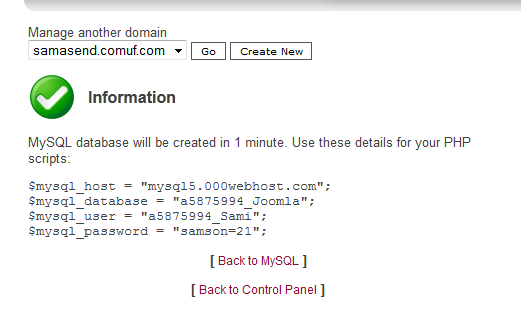 Manage another domain
samasend.comuf.com Go Create New
Information
MySQL database will be created in 1 minute. Use these details for your PHP
scripts:
$mysql_host = "mysql5.000webhost.com";
$mysql_database = "a5875994_Joomla";
$mysql_user = "a5875994_Sami";
$mysql_password = "samson=21";
[ Back to MySQL ]
[ Back to Control Panel ]